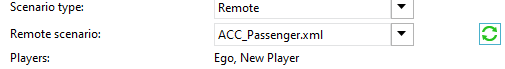 Scenario type: Remote
Remote scenario: ACC_Passenger.xml
Players: Ego, New Player